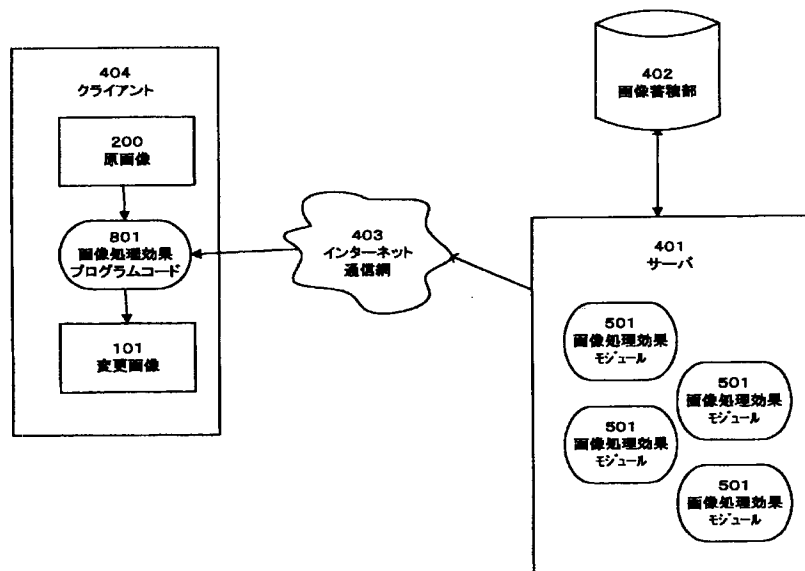 404
クライアント
200
原画像
801
画像処理効果
プログラムコード
101
変更画像
403
インターネット
通信網
402
画像蓄積部
401
サーバ
501
画像処理効果
モジュール
501
画像処理効果
モジュール
501
画像処理効果
モジュール
501
画像処理効果
モジュール